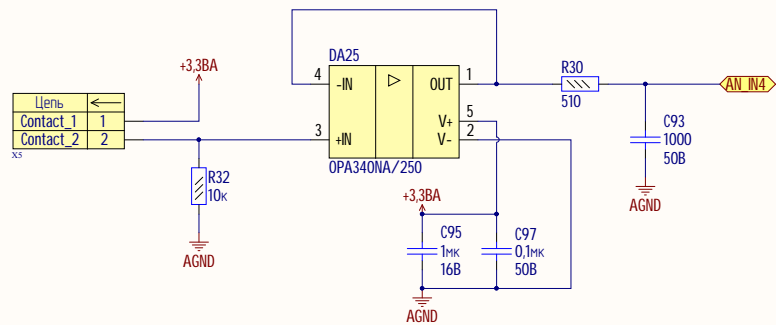 DA25
+3,3ВА
4 -IN OUT 1
R30
510
AN_IN4
Цепь
Contact_1 1
Contact_2 2
X5
3 +IN
V+ 5
V- 2
OPA340NA/250
C93
1000
50В
AGND
R32
10к
AGND
+3,3ВА
C95
1мк
16В
C97
0,1мк
50В
AGND